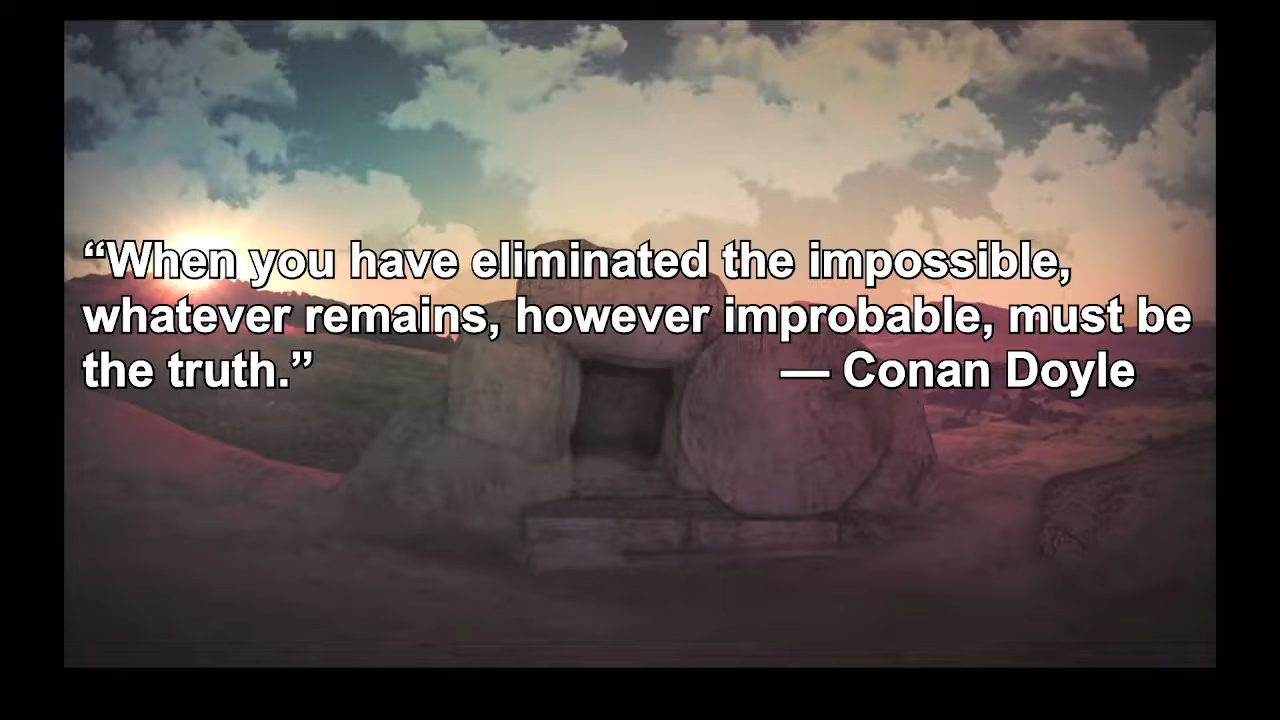 “When you have eliminated the impossible,
whatever remains, however improbable, must be
the truth.” — Conan Doyle